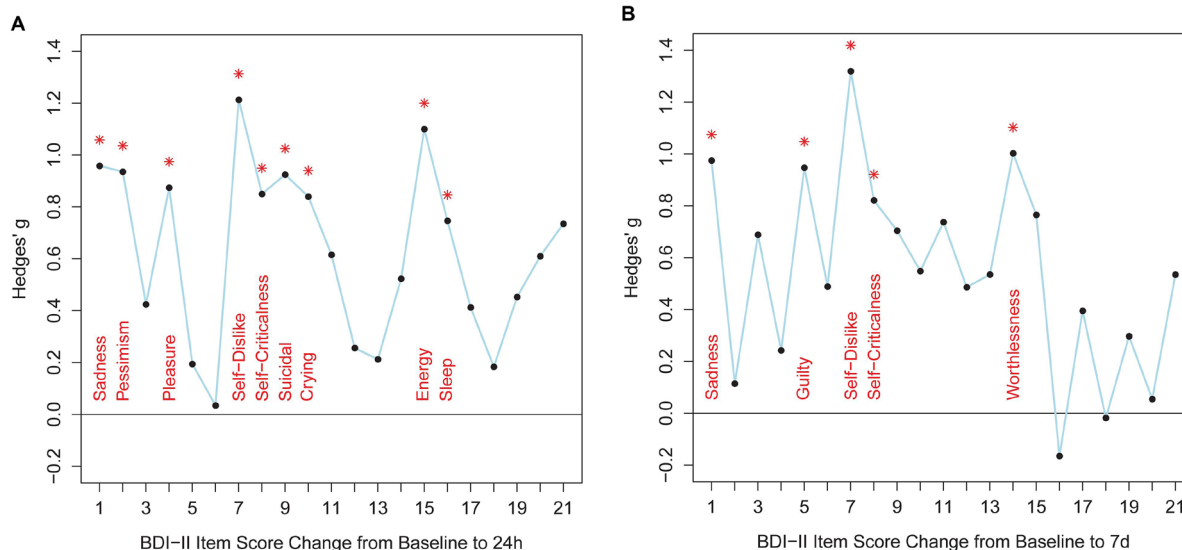 A
Hedges' g
1.4
1.2
1.0
0.8
0.6
0.4
0.2
0.0
−0.2
* * * * * * * * *
Sadness
Pessimism
Pleasure
Self−Dislike
Self−Criticalness
Suicidal
Crying
Energy
Sleep
1 3 5 7 9 11 13 15 17 19 21
BDI−II Item Score Change from Baseline to 24h
B
Hedges' g
1.4
1.2
1.0
0.8
0.6
0.4
0.2
0.0
−0.2
* * * * *
Sadness
Guilty
Self−Dislike
Self−Criticalness
Worthlessness
1 3 5 7 9 11 13 15 17 19 21
BDI−II Item Score Change from Baseline to 7d